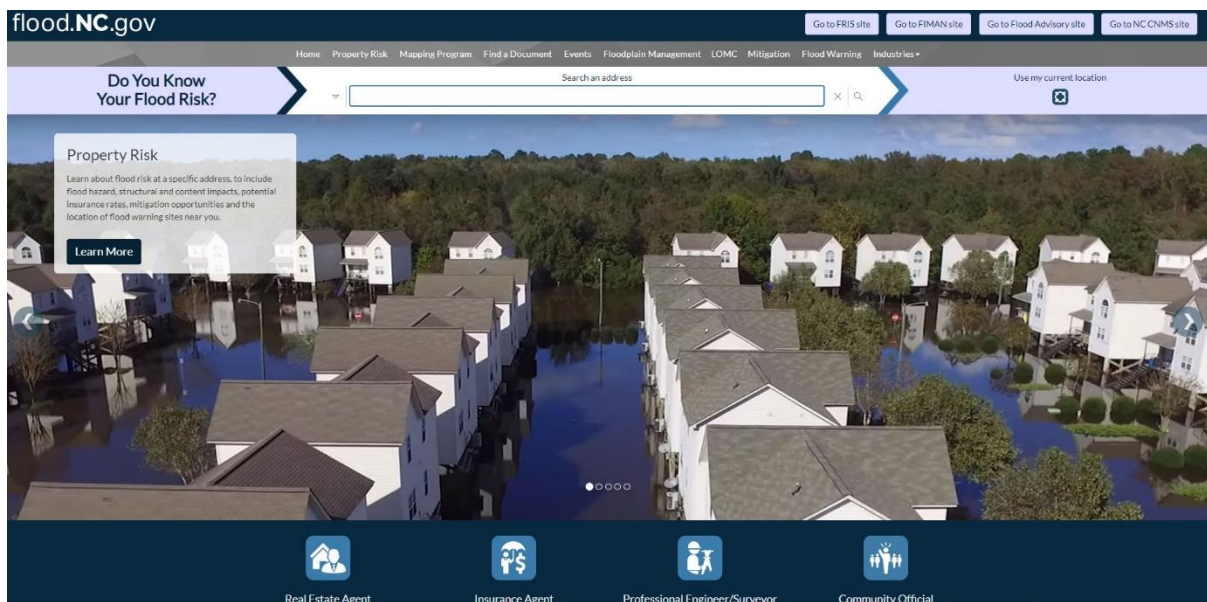 flood.NC.gov
Go to FRIS site
Go to FIMAN site
Go to Flood Advisory site
Go to NC CNMS site
Home Property Risk Mapping Program Find a Document Events Floodplain Management LOMC Mitigation Flood Warning Industries
Do You Know
Your Flood Risk?
Search an address
Use my current location
Property Risk
Learn about flood risk at a specific address, to include
flood hazard, structural and content impacts, potential
insurance rates, mitigation opportunities and the
location of flood warning sites near you.
Learn More
Real Estate Agent
Insurance Agent
Professional Engineer/Surveyor
Community Official